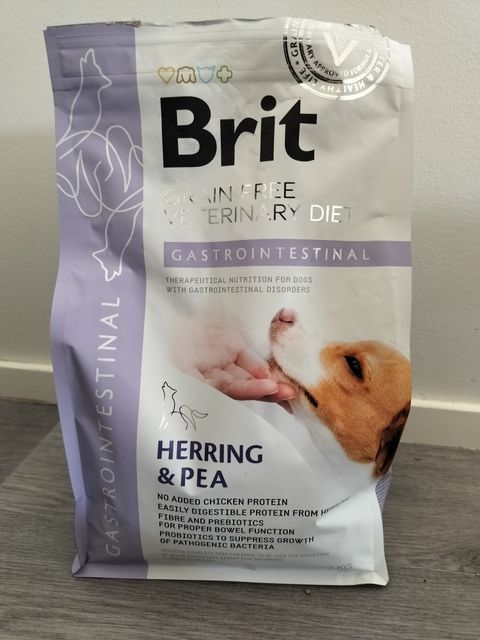 Brit
GRAIN FREE
VETERINARY DIET
GASTROINTESTINAL
THERAPEUTICAL NUTRITION FOR DOGS
WITH GASTROINTESTINAL DISORDERS
GASTROINTESTINAL
HERRING
& PEA
NO ADDED CHICKEN PROTEIN
EASILY DIGESTIBLE PROTEIN FROM
FIBRE AND PREBIOTICS
FOR PROPER BOWEL FUNCTION
PROBIOTICS TO SUPPRESS GROWTH
OF PATHOGENIC BACTERIA